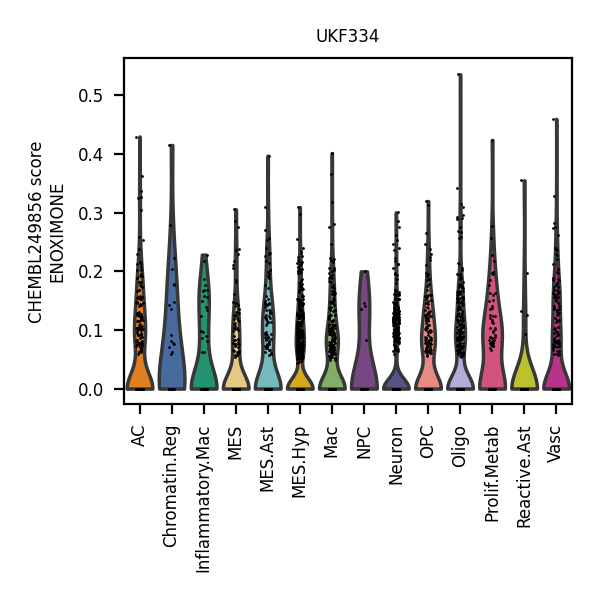 UKF334
CHEMBL249856 score
ENOXIMONE
0.5
0.4
0.3
0.2
0.1
0.0
AC
Chromatin.Reg
Inflammatory.Mac
MES
MES.Ast
MES.Hyp
Mac
NPC
Neuron
OPC
Oligo
Prolif.Metab
Reactive.Ast
Vasc